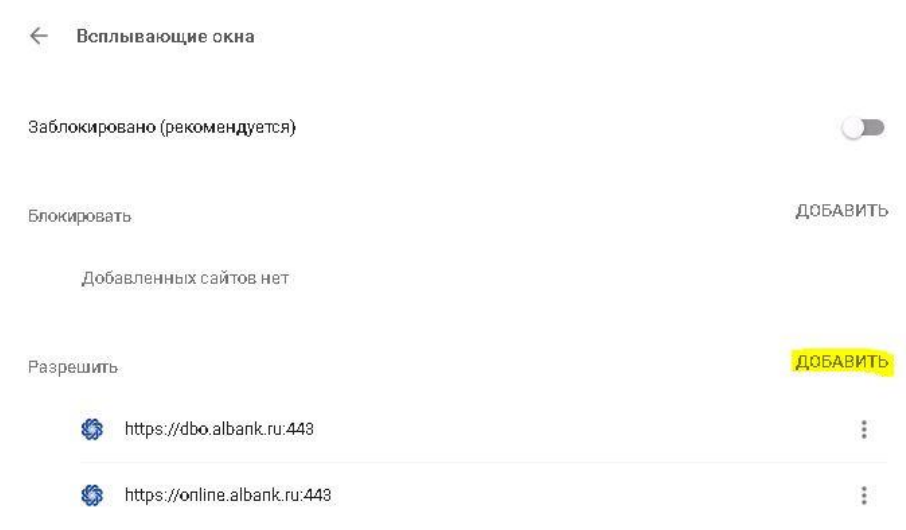 Всплывающие окна
Заблокировано (рекомендуется)
Блокировать ДОБАВИТЬ
Добавленных сайтов нет
Разрешить ДОБАВИТЬ
https://dbo.albank.ru:443
https://online.albank.ru:443